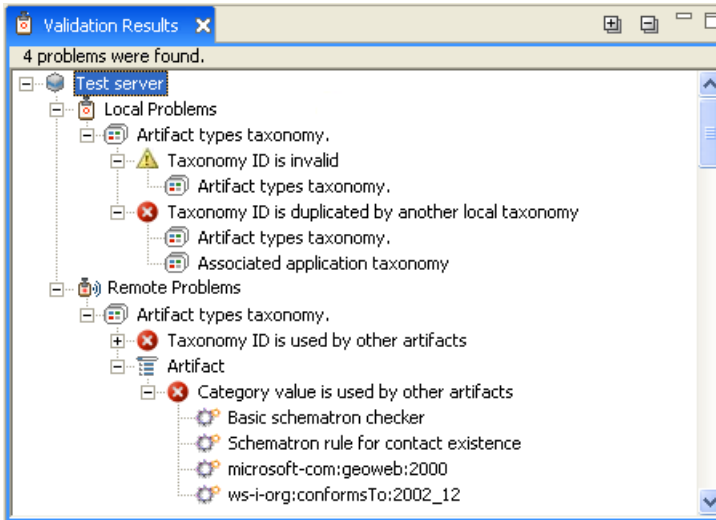 Validation Results
4 problems were found.
Test server
Local Problems
Artifact types taxonomy.
Taxonomy ID is invalid
Artifact types taxonomy.
Taxonomy ID is duplicated by another local taxonomy
Artifact types taxonomy.
Associated application taxonomy
Remote Problems
Artifact types taxonomy.
Taxonomy ID is used by other artifacts
Artifact
Category value is used by other artifacts
Basic schematron checker
Schematron rule for contact existence
microsoft-com:geoweb:2000
ws-i-org:conformsTo:2002_12